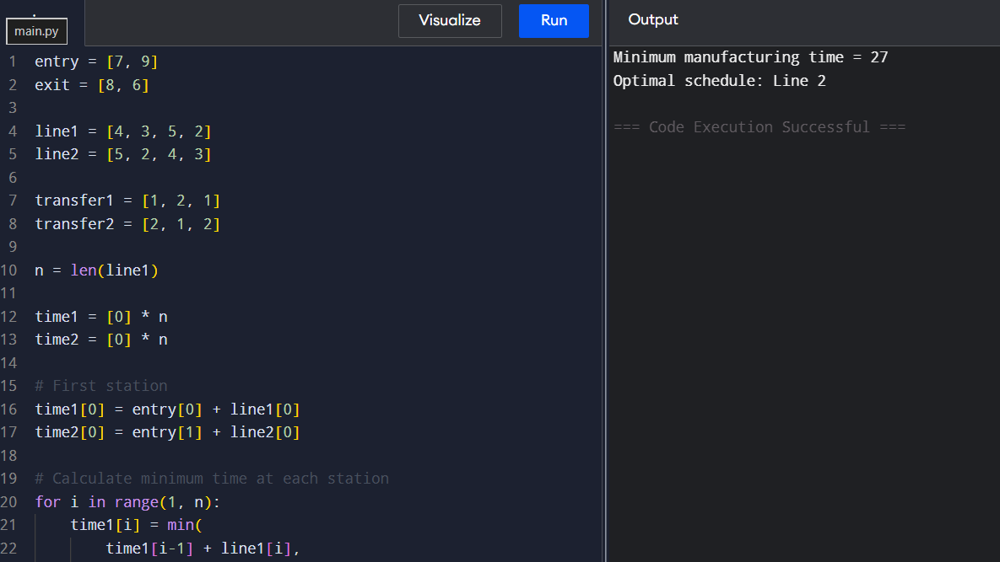 main.py
Visualize
Run
Output
1 entry = [7, 9]
2 exit = [8, 6]
3
4 line1 = [4, 3, 5, 2]
5 line2 = [5, 2, 4, 3]
6
7 transfer1 = [1, 2, 1]
8 transfer2 = [2, 1, 2]
9
10 n = len(line1)
11
12 time1 = [0] * n
13 time2 = [0] * n
14
15 # First station
16 time1[0] = entry[0] + line1[0]
17 time2[0] = entry[1] + line2[0]
18
19 # Calculate minimum time at each station
20 for i in range(1, n):
21     time1[i] = min(
22         time1[i-1] + line1[i],
Minimum manufacturing time = 27
Optimal schedule: Line 2
=== Code Execution Successful ===